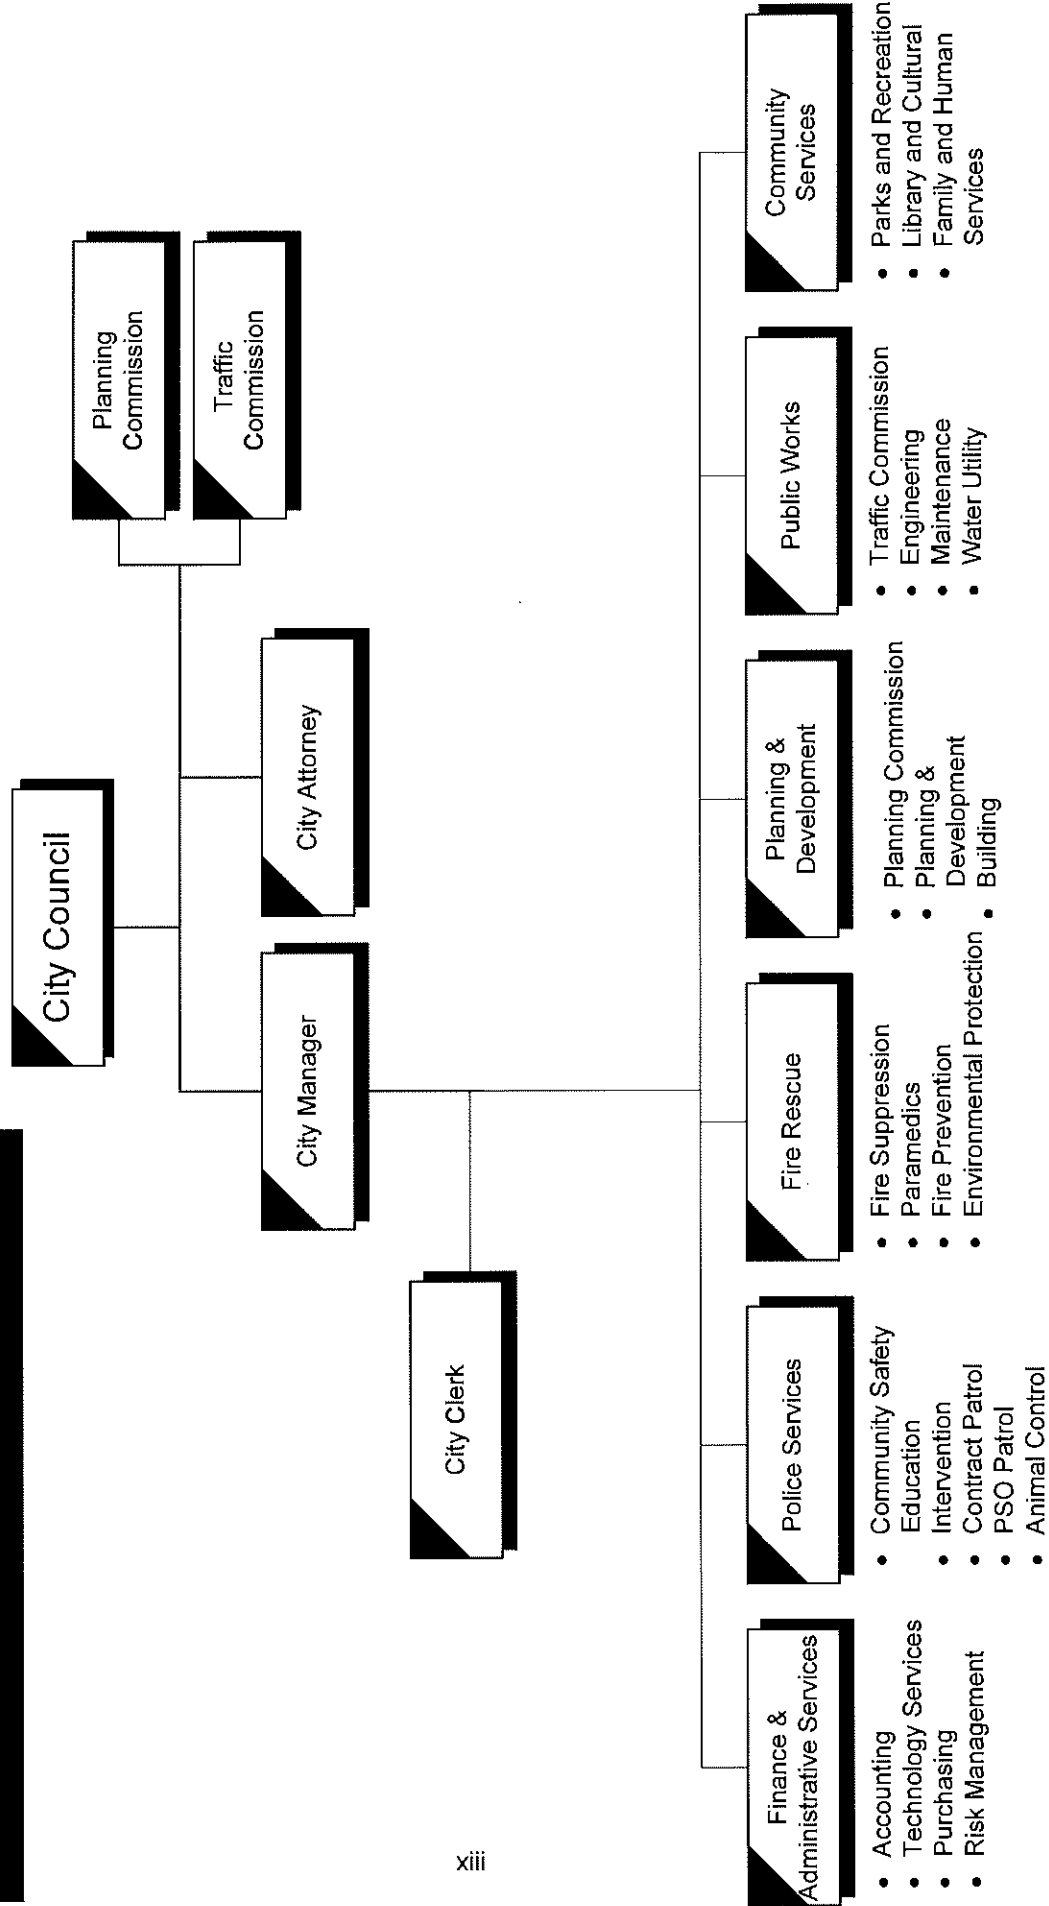 City Council
Planning
Commission
Traffic
Commission
City Manager
City Attorney
City Clerk
Finance &
Administrative Services
• Accounting
• Technology Services
• Purchasing
• Risk Management
Police Services
• Community Safety
Education
• Intervention
• Contract Patrol
• PSO Patrol
• Animal Control
Fire Rescue
• Fire Suppression
• Paramedics
• Fire Prevention
• Environmental Protection
Planning &
Development
• Planning Commission
• Planning &
Development
• Building
Public Works
• Traffic Commission
• Engineering
• Maintenance
• Water Utility
Community
Services
• Parks and Recreation
• Library and Cultural
• Family and Human
Services
xiii